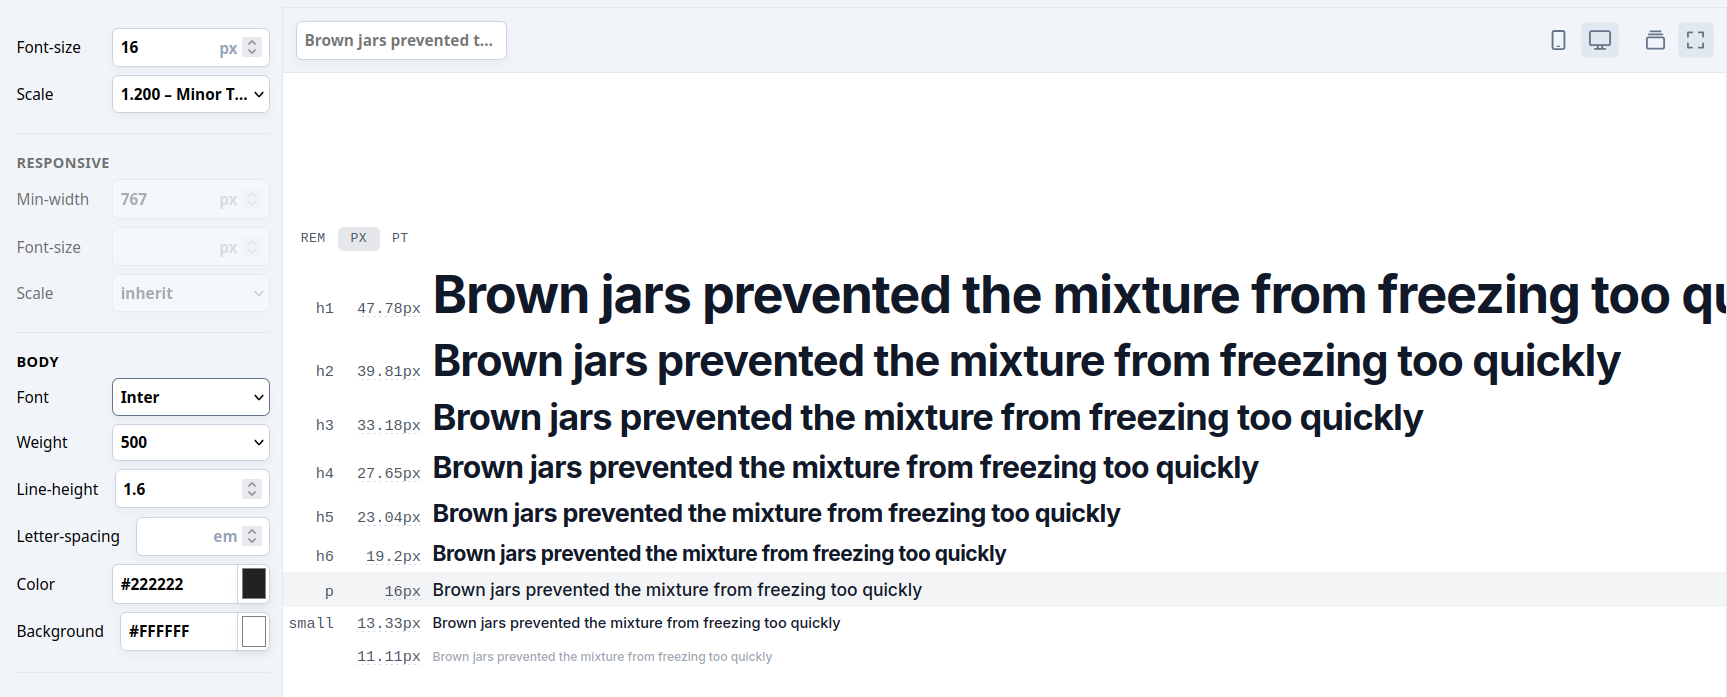 Font-size 16 px
Scale 1.200 – Minor T...
RESPONSIVE
Min-width 767 px
Font-size px
Scale inherit
BODY
Font Inter
Weight 500
Line-height 1.6
Letter-spacing em
Color #222222
Background #FFFFFF
Brown jars prevented t...
REM PX PT
h1 47.78px Brown jars prevented the mixture from freezing too qu
h2 39.81px Brown jars prevented the mixture from freezing too quickly
h3 33.18px Brown jars prevented the mixture from freezing too quickly
h4 27.65px Brown jars prevented the mixture from freezing too quickly
h5 23.04px Brown jars prevented the mixture from freezing too quickly
h6 19.2px Brown jars prevented the mixture from freezing too quickly
p 16px Brown jars prevented the mixture from freezing too quickly
small 13.33px Brown jars prevented the mixture from freezing too quickly
11.11px Brown jars prevented the mixture from freezing too quickly